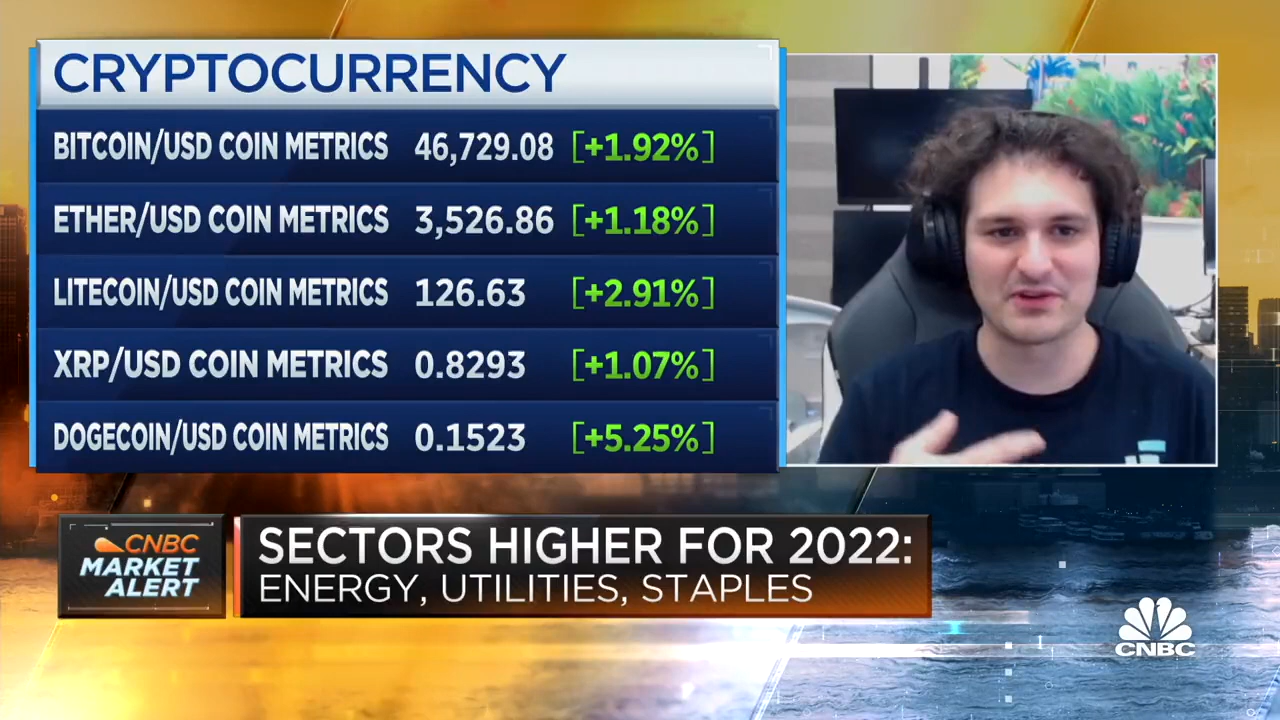 CRYPTOCURRENCY
BITCOIN/USD COIN METRICS 46,729.08 [+1.92%]
ETHER/USD COIN METRICS 3,526.86 [+1.18%]
LITECOIN/USD COIN METRICS 126.63 [+2.91%]
XRP/USD COIN METRICS 0.8293 [+1.07%]
DOGECOIN/USD COIN METRICS 0.1523 [+5.25%]
CNBC
MARKET
ALERT
SECTORS HIGHER FOR 2022:
ENERGY, UTILITIES, STAPLES
CNBC